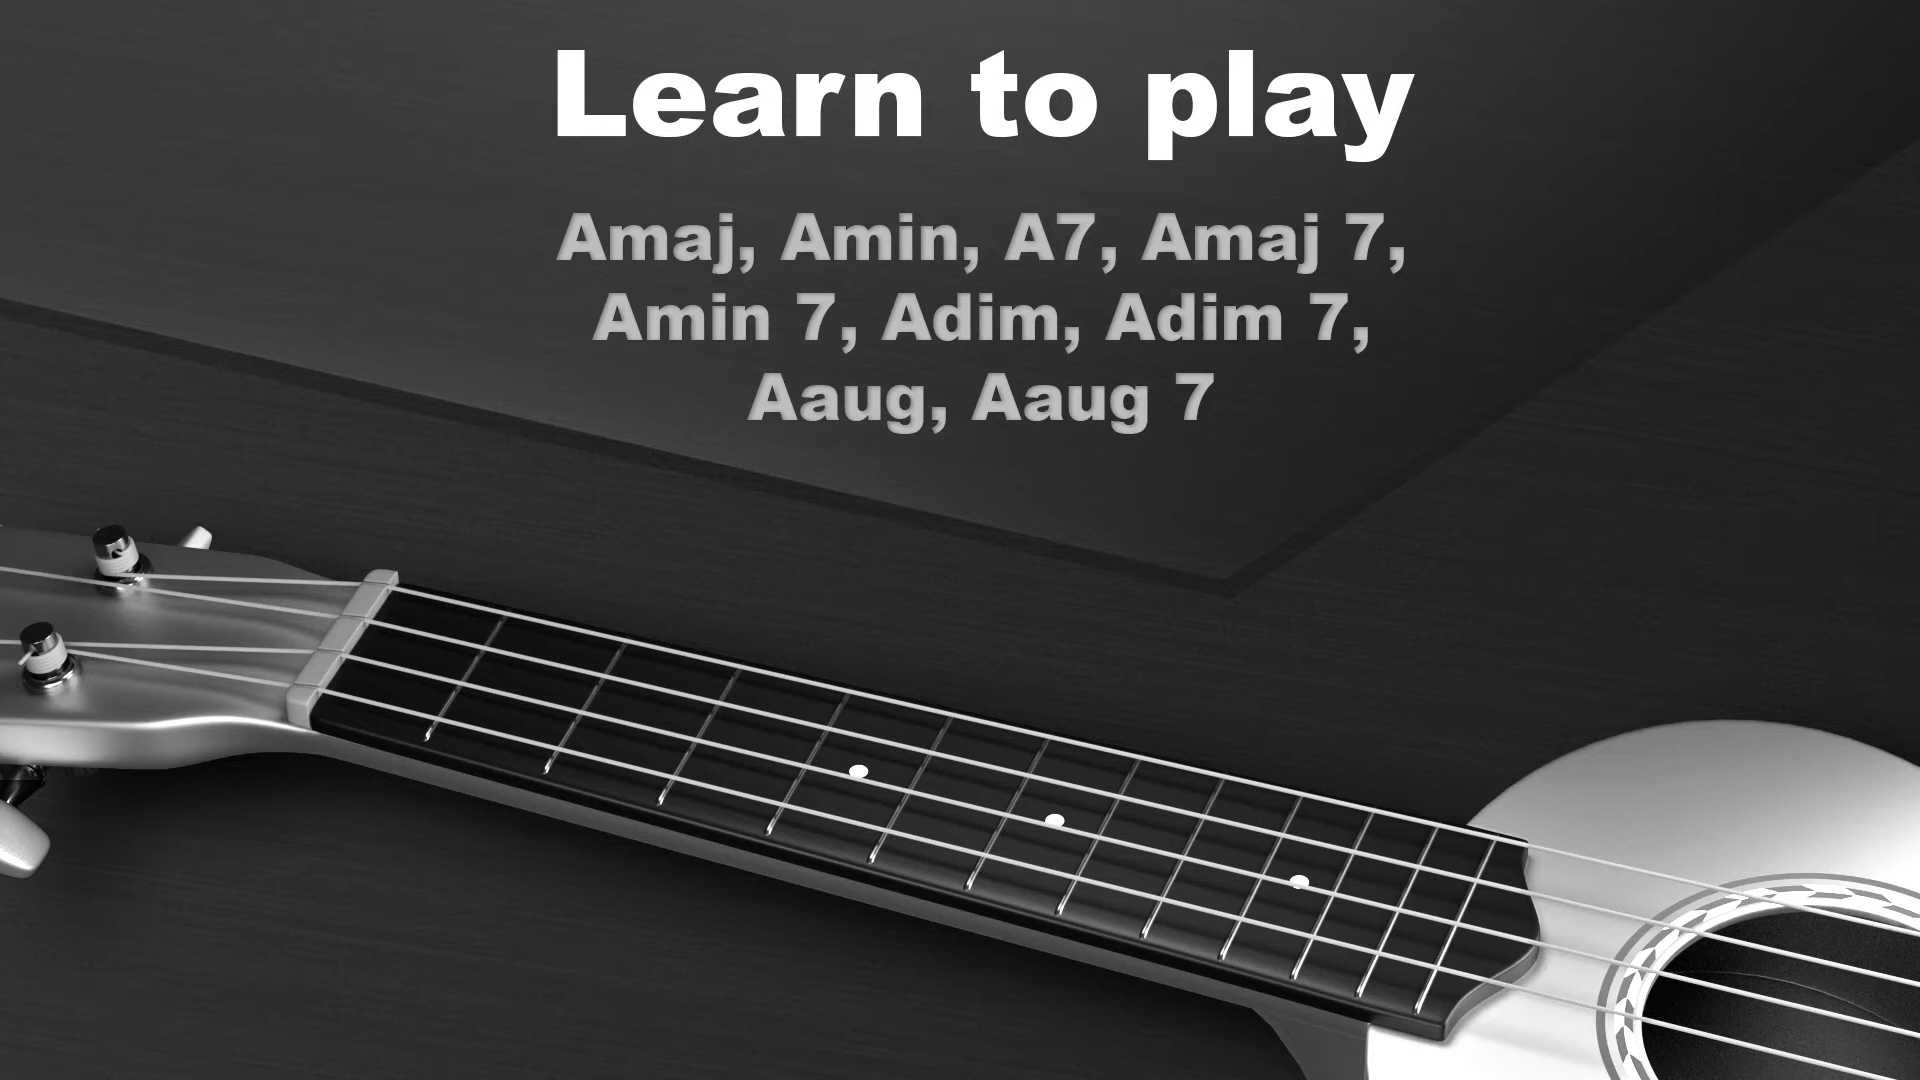 Learn to play
Amaj, Amin, A7, Amaj 7,
Amin 7, Adim, Adim 7,
Aaug, Aaug 7